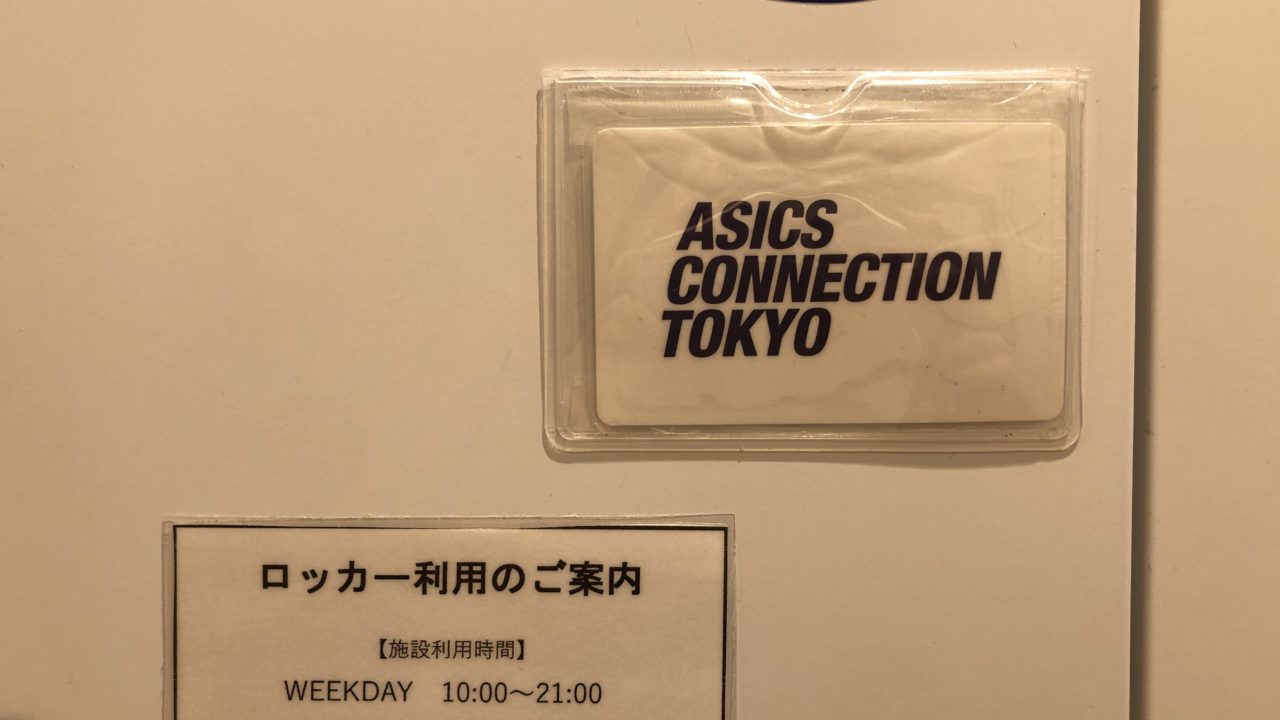 ASICS
CONNECTION
TOKYO
ロッカー利用のご案内
【施設利用時間】
WEEKDAY　10:00～21:00